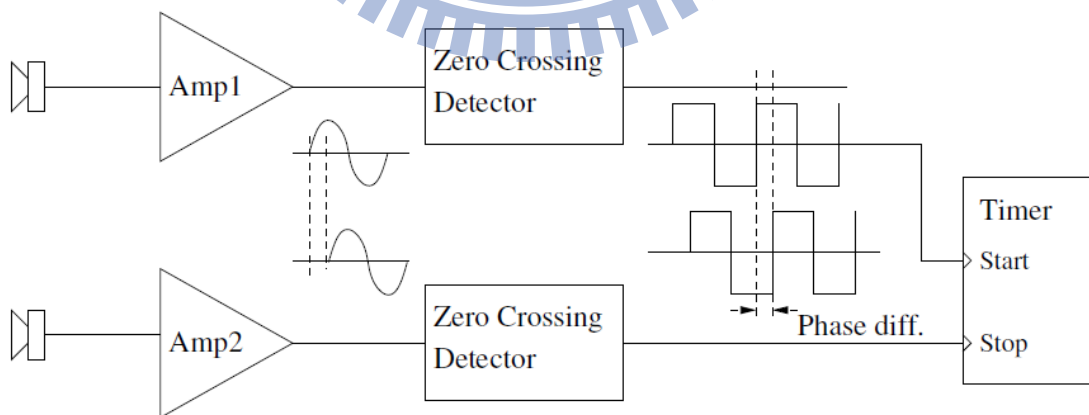 Amp1
Zero Crossing
Detector
Timer
Start
Stop
Amp2
Zero Crossing
Detector
Phase diff.